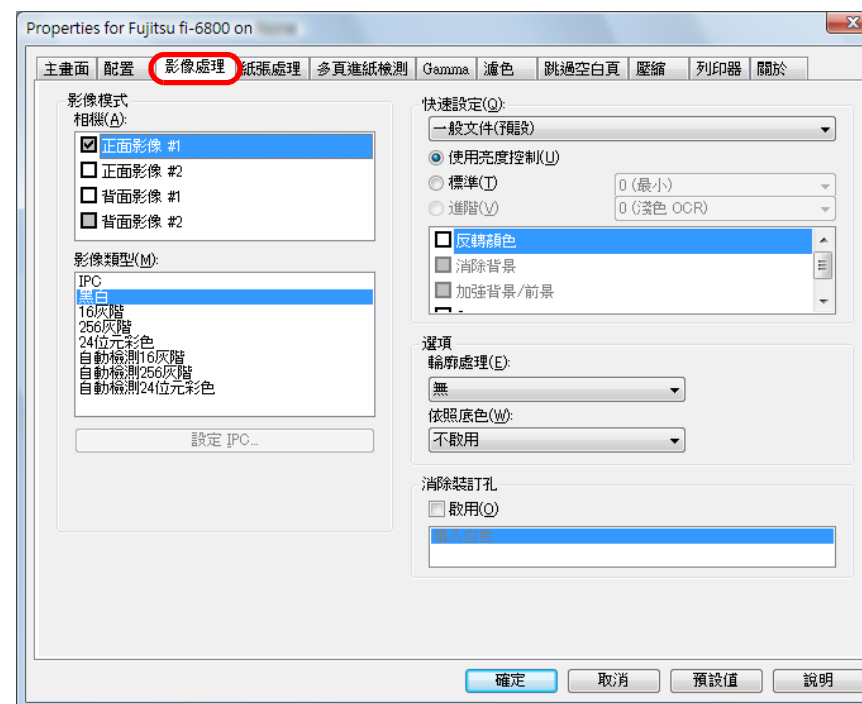 Properties for Fujitsu fi-6800 on
主畫面 配置 影像處理 紙張處理 多頁進紙檢測 Gamma 濾色 跳過空白頁 壓縮 列印器 關於
影像模式
相機(A):
正面影像 #1
正面影像 #2
背面影像 #1
背面影像 #2
影像類型(M):
IPC
黑白
16灰階
256灰階
24位元彩色
自動檢測16灰階
自動檢測256灰階
自動檢測24位元彩色
設定 IPC...
快速設定(Q):
一般文件(預設)
使用亮度控制(U)
標準(T) 0 (最小)
進階(V) 0 (淺色 OCR)
反轉顏色
消除背景
加強背景/前景
選項
輪廓處理(E):
無
依照底色(W):
不啟用
消除裝訂孔
啟用(O)
填入白色
確定 取消 預設值 說明